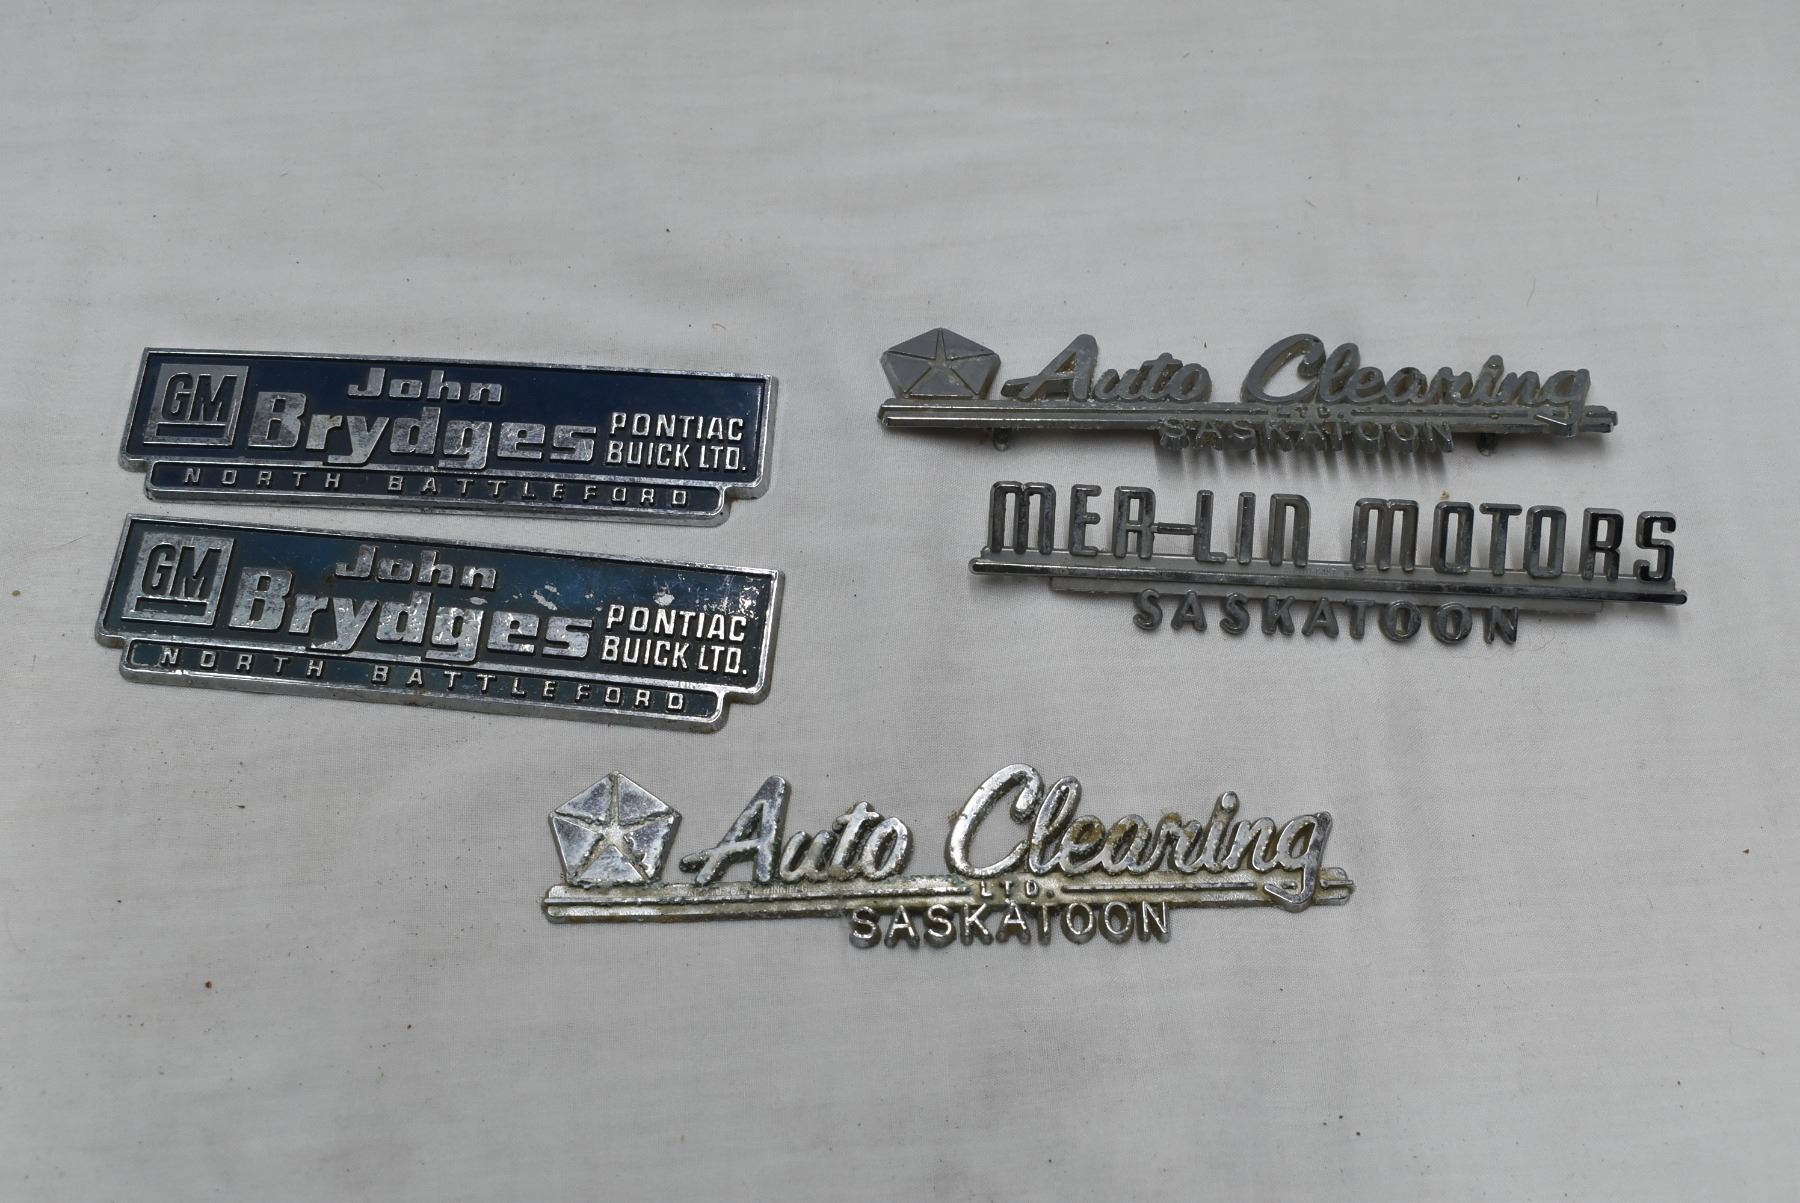 GM
John
Brydges
PONTIAC
BUICK LTD.
NORTH BATTLEFORD
GM
John
Brydges
PONTIAC
BUICK LTD.
NORTH BATTLEFORD
Auto Clearing
LTD.
SASKATOON
MER-LIN MOTORS
SASKATOON
Auto Clearing
LTD.
SASKATOON